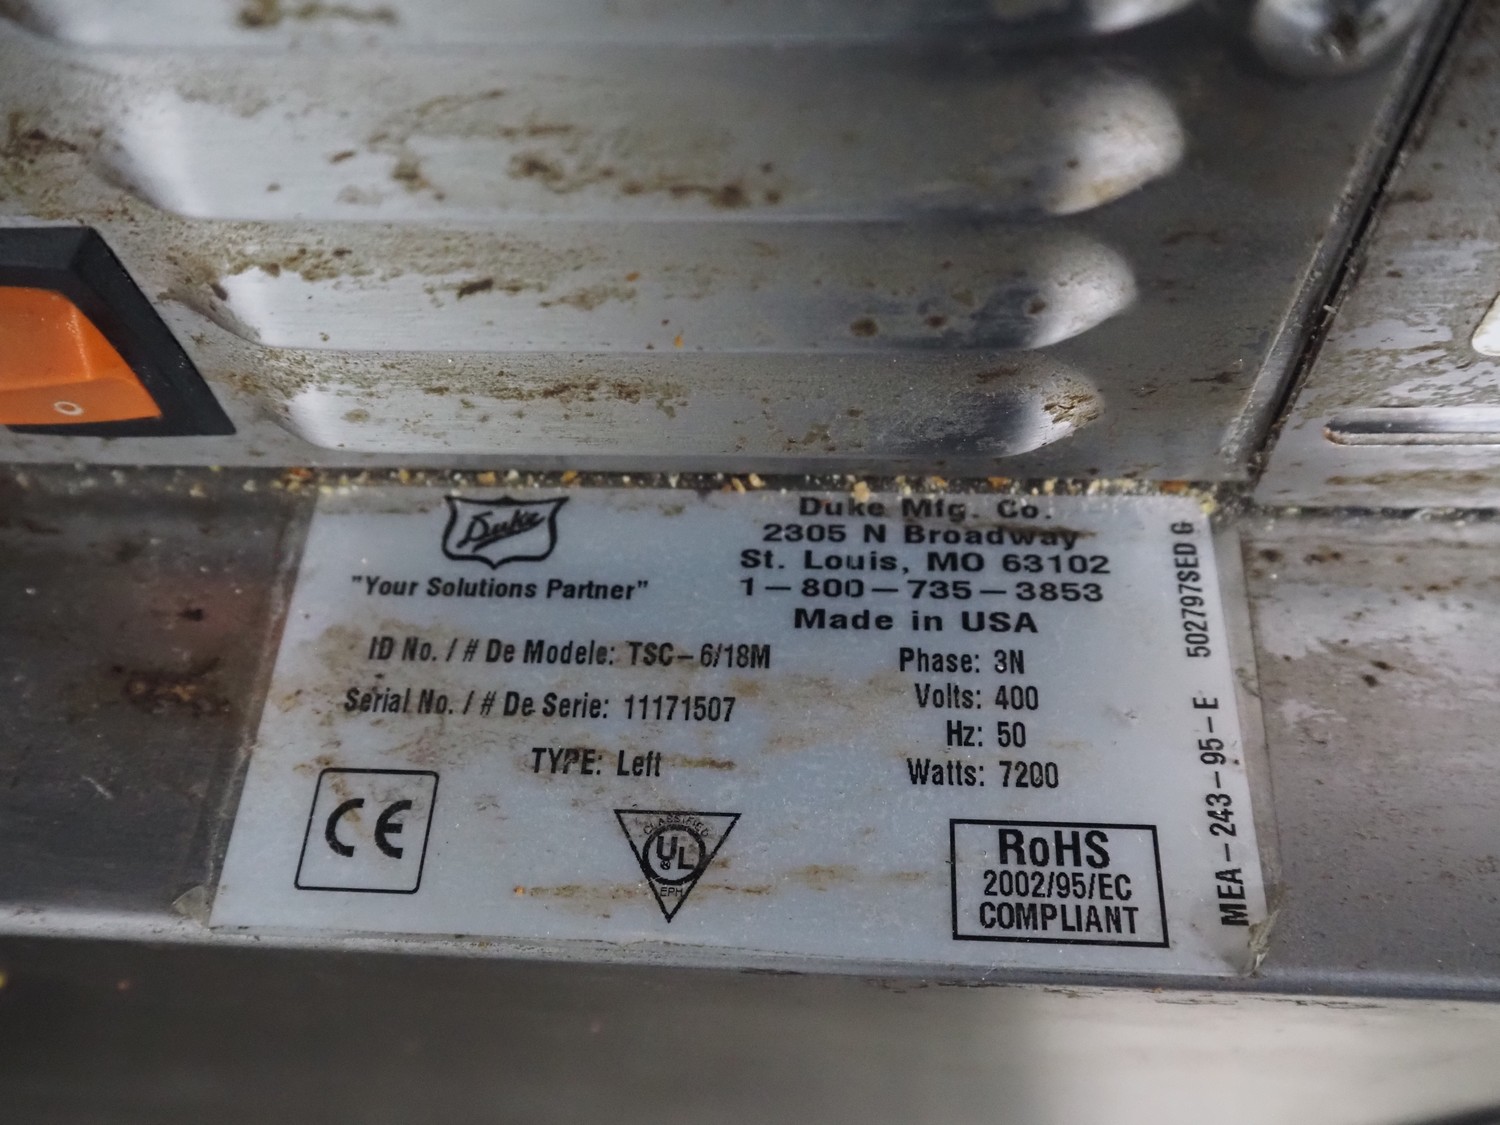 Duke
"Your Solutions Partner"
Duke Mfg. Co.
2305 N Broadway
St. Louis, MO 63102
1-800-735-3853
Made in USA
ID No. / # De Modele: TSC-6/18M
Serial No. / # De Serie: 11171507
TYPE: Left
Phase: 3N
Volts: 400
Hz: 50
Watts: 7200
CE
CLASSIFIED
UL
EPH
RoHS
2002/95/EC
COMPLIANT
MEA-243-95-E 502797SED G